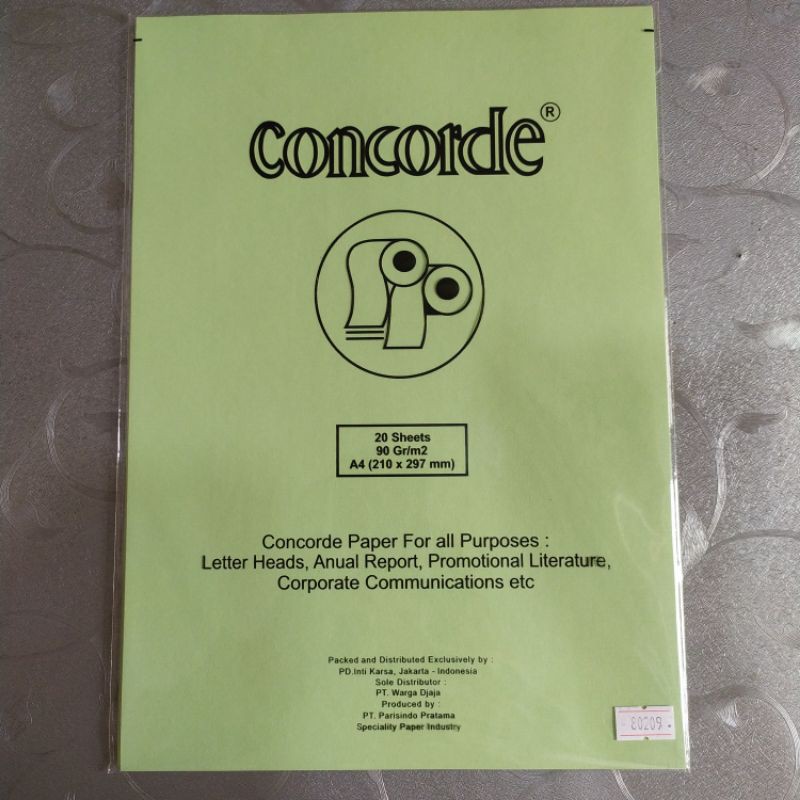 concorde®
20 Sheets
90 Gr/m2
A4 (210 x 297 mm)
Concorde Paper For all Purposes :
Letter Heads, Anual Report, Promotional Literature,
Corporate Communications etc
Packed and Distributed Exclusively by :
PD.Inti Karsa, Jakarta - Indonesia
Sole Distributor :
PT. Warga Djaja
Produced by :
PT. Parisindo Pratama
Speciality Paper Industry
80209